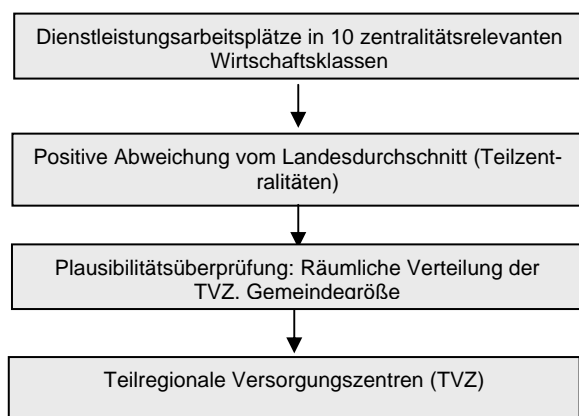 Dienstleistungsarbeitsplätze in 10 zentralitätsrelevanten
Wirtschaftsklassen
Positive Abweichung vom Landesdurchschnitt (Teilzent-
ralitäten)
Plausibilitätsüberprüfung: Räumliche Verteilung der
TVZ, Gemeindegröße
Teilregionale Versorgungszentren (TVZ)